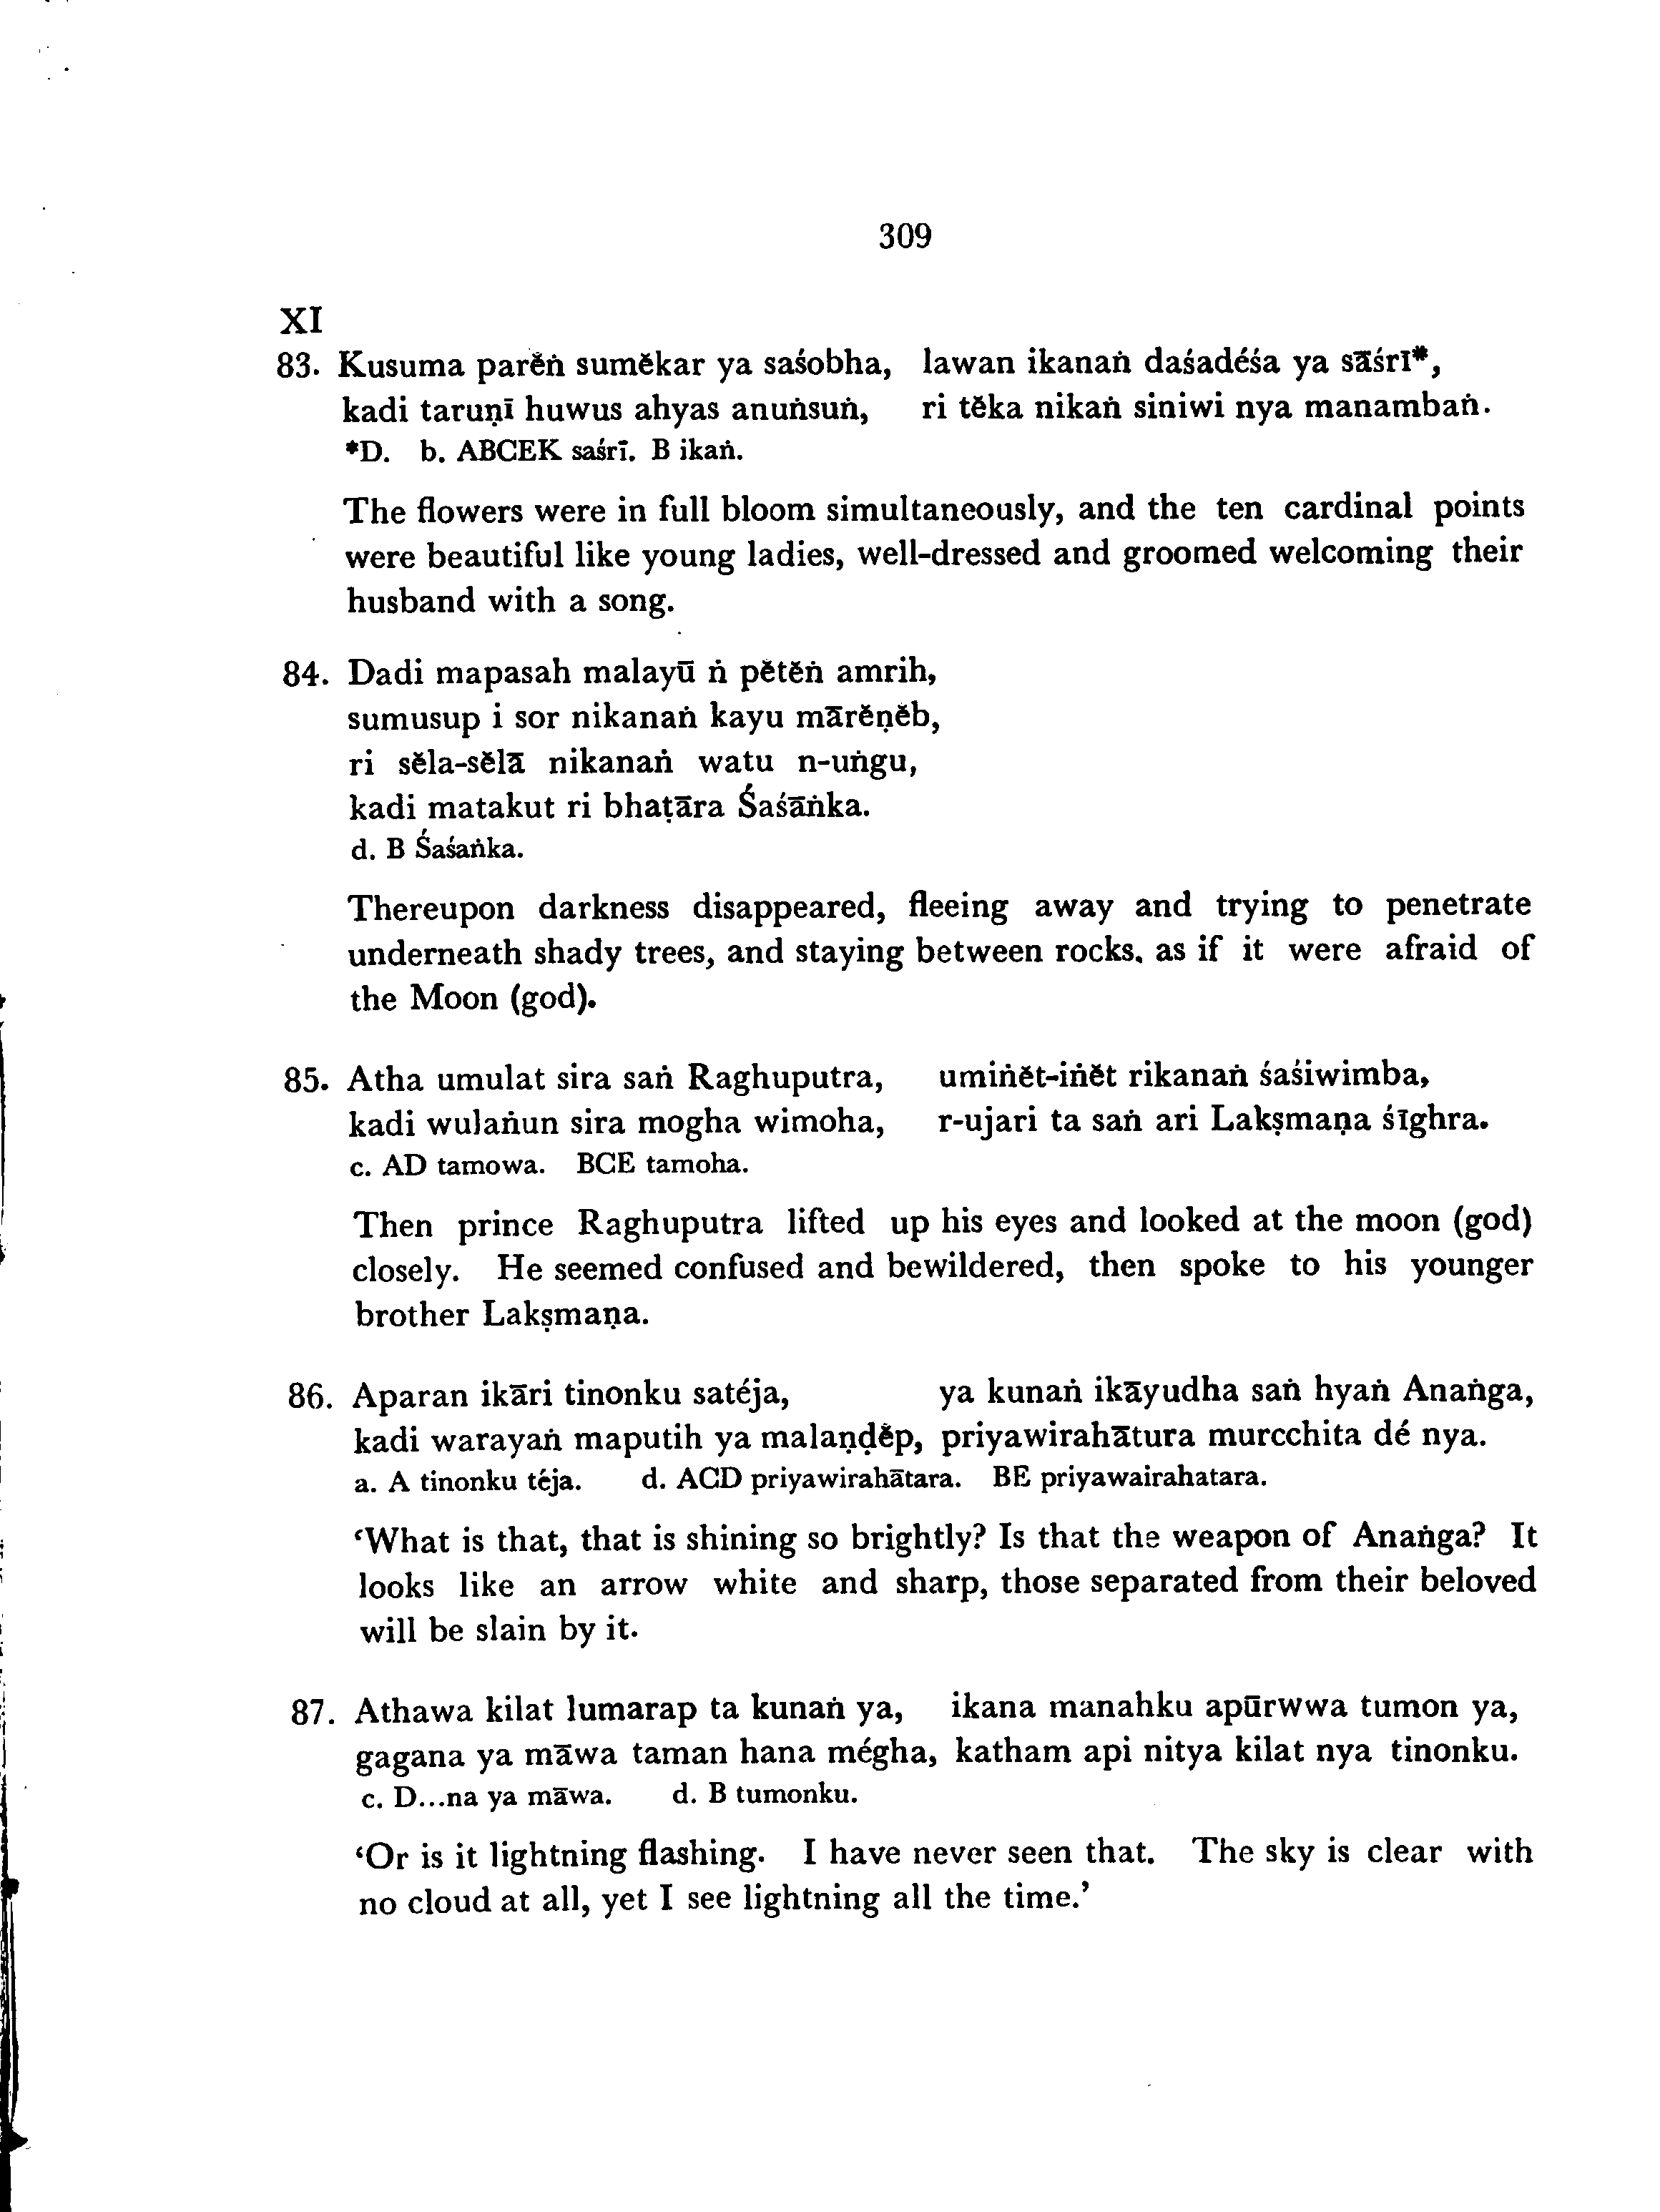 309
XI
83. Kusuma parĕṅ sumĕkar ya saśobha, lawan ikanaṅ daśadéśa ya sāśrī*,
kadi taruṇī huwus ahyas anuṅsuṅ, ri tĕka nikaṅ siniwi nya manambaṅ.
*D. b. ABCEK saśrī. B ikaṅ.
The flowers were in full bloom simultaneously, and the ten cardinal points
were beautiful like young ladies, well-dressed and groomed welcoming their
husband with a song.
84. Dadi mapasah malayū ṅ pĕtĕṅ amrih,
sumusup i sor nikanaṅ kayu mārĕṇĕb,
ri sĕla-sĕlā nikanaṅ watu n-uṅgu,
kadi matakut ri bhaṭāra Śaśāṅka.
d. B Śaśaṅka.
Thereupon darkness disappeared, fleeing away and trying to penetrate
underneath shady trees, and staying between rocks. as if it were afraid of
the Moon (god).
85. Atha umulat sira saṅ Raghuputra, umiṅĕt-iṅĕt rikanaṅ śaśiwimba,
kadi wulaṅun sira mogha wimoha, r-ujari ta saṅ ari Lakṣmaṇa śīghra.
c. AD tamowa. BCE tamoha.
Then prince Raghuputra lifted up his eyes and looked at the moon (god)
closely. He seemed confused and bewildered, then spoke to his younger
brother Lakṣmaṇa.
86. Aparan ikāri tinonku satéja, ya kunaṅ ikāyudha saṅ hyaṅ Anaṅga,
kadi warayaṅ maputih ya malaṇḍĕp, priyawirahātura murcchita dé nya.
a. A tinonku téja. d. ACD priyawirahātara. BE priyawairahatara.
‘What is that, that is shining so brightly? Is that the weapon of Anaṅga? It
looks like an arrow white and sharp, those separated from their beloved
will be slain by it.
87. Athawa kilat lumarap ta kunaṅ ya, ikana manahku apūrwwa tumon ya,
gagana ya māwa taman hana mégha, katham api nitya kilat nya tinonku.
c. D...na ya māwa. d. B tumonku.
‘Or is it lightning flashing. I have never seen that. The sky is clear with
no cloud at all, yet I see lightning all the time.’